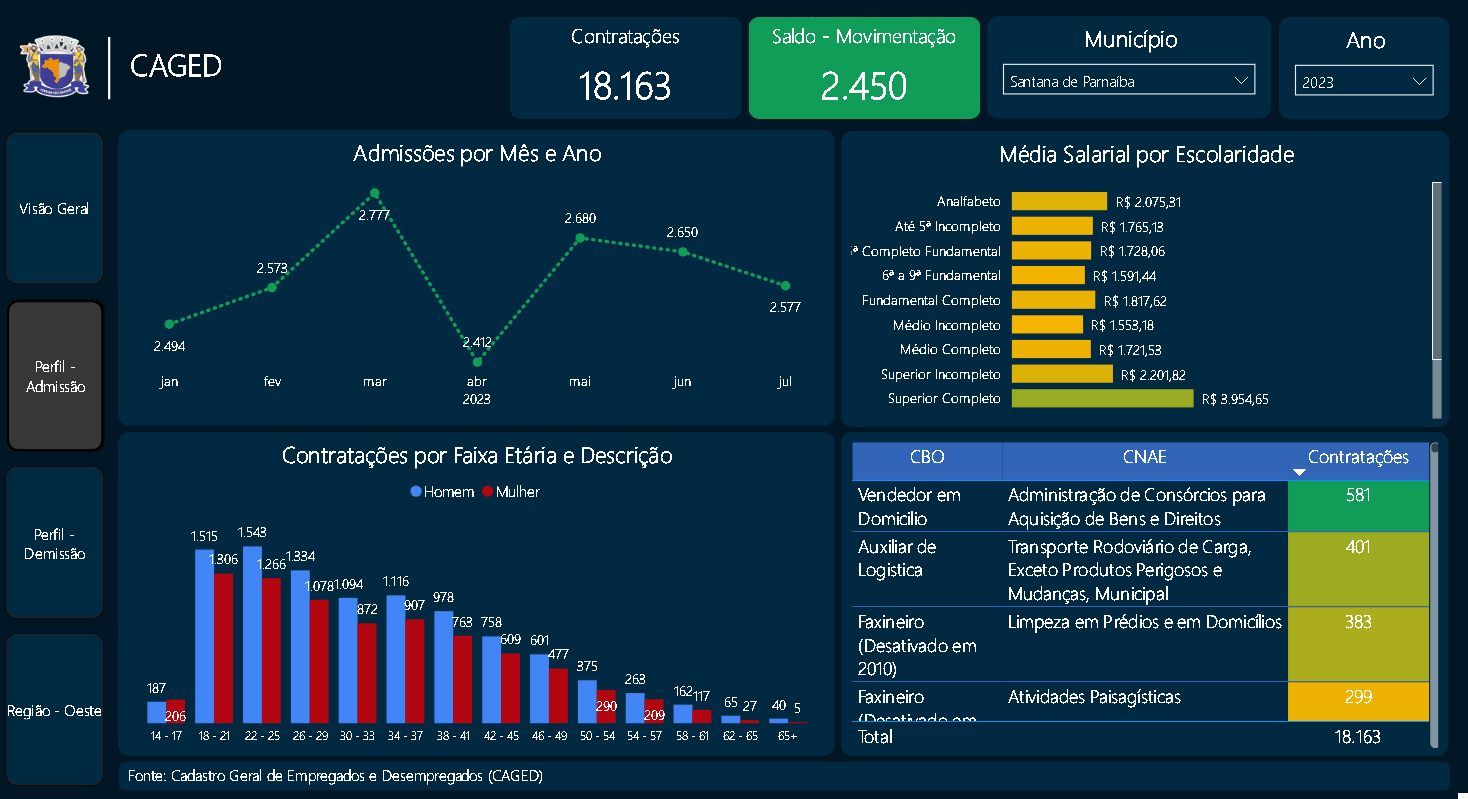 CAGED
Contratações
18.163
Saldo - Movimentação
2.450
Município
Santana de Parnaíba
Ano
2023
Visão Geral
Perfil -
Admissão
Perfil -
Demissão
Região - Oeste
Admissões por Mês e Ano
2.494
2.573
2.777
2.412
2.680
2.650
2.577
jan
fev
mar
abr
mai
jun
jul
2023
Média Salarial por Escolaridade
Analfabeto R$ 2.075,31
Até 5ª Incompleto R$ 1.765,13
ª Completo Fundamental R$ 1.728,06
6ª a 9ª Fundamental R$ 1.591,44
Fundamental Completo R$ 1.817,62
Médio Incompleto R$ 1.553,18
Médio Completo R$ 1.721,53
Superior Incompleto R$ 2.201,82
Superior Completo R$ 3.954,65
Contratações por Faixa Etária e Descrição
Homem Mulher
187 206
1.515 1.306
1.543 1.266
1.334 1.078
1.094 872
1.116 907
978 763
758 609
601 477
375 290
263 209
162 117
65 27
40 5
14 - 17 18 - 21 22 - 25 26 - 29 30 - 33 34 - 37 38 - 41 42 - 45 46 - 49 50 - 54 54 - 57 58 - 61 62 - 65 65+
CBO CNAE Contratações
Vendedor em Administração de Consórcios para 581
Domicilio Aquisição de Bens e Direitos
Auxiliar de Transporte Rodoviário de Carga, 401
Logistica Exceto Produtos Perigosos e
Mudanças, Municipal
Faxineiro Limpeza em Prédios e em Domicílios 383
(Desativado em
2010)
Faxineiro Atividades Paisagísticas 299
(Desativado em
Total 18.163
Fonte: Cadastro Geral de Empregados e Desempregados (CAGED)